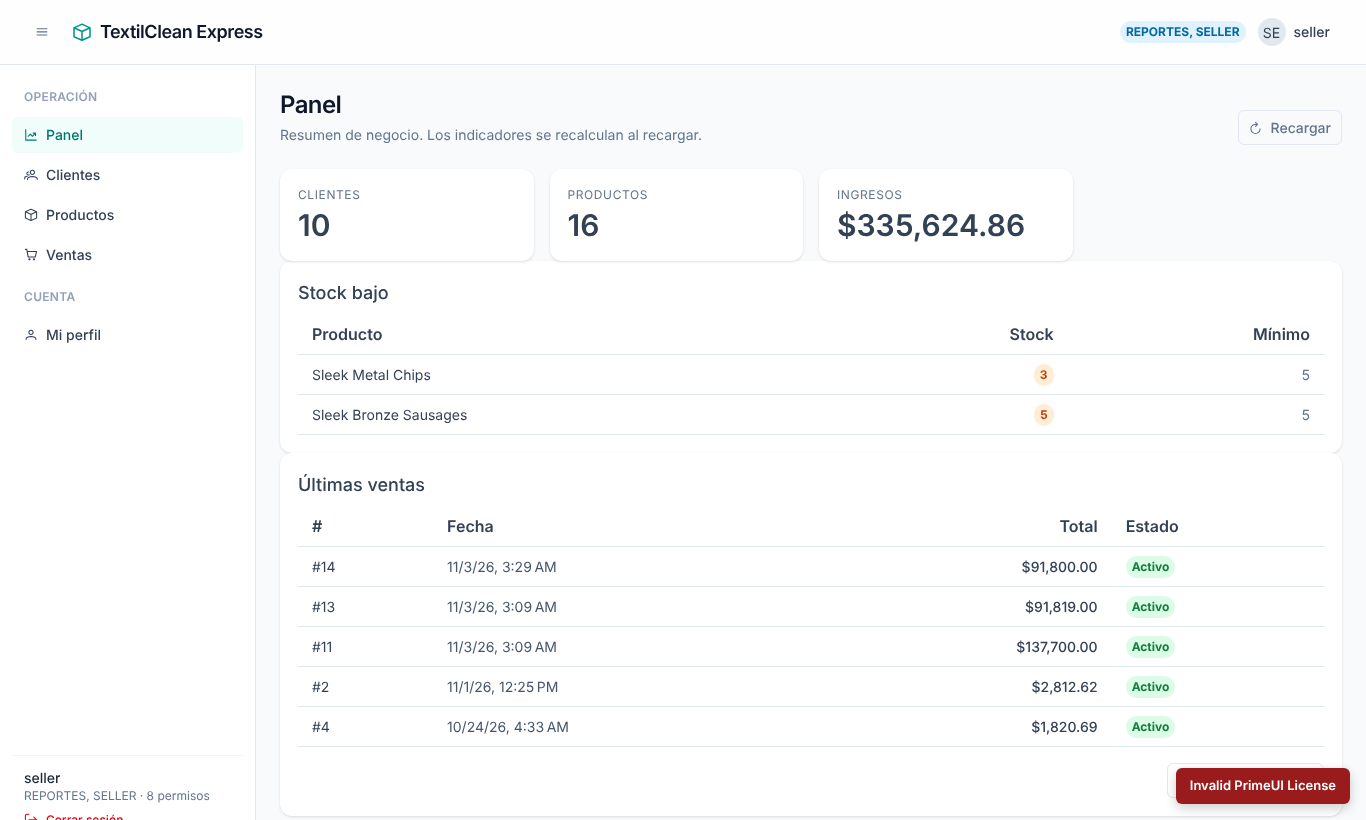 TextilClean Express
REPORTES, SELLER
SE
seller
OPERACIÓN
Panel
Clientes
Productos
Ventas
CUENTA
Mi perfil
seller
REPORTES, SELLER · 8 permisos
Cerrar sesión
Panel
Resumen de negocio. Los indicadores se recalculan al recargar.
Recargar
CLIENTES
10
PRODUCTOS
16
INGRESOS
$335,624.86
Stock bajo
Producto Stock Mínimo
Sleek Metal Chips 3 5
Sleek Bronze Sausages 5 5
Últimas ventas
# Fecha Total Estado
#14 11/3/26, 3:29 AM $91,800.00 Activo
#13 11/3/26, 3:09 AM $91,819.00 Activo
#11 11/3/26, 3:09 AM $137,700.00 Activo
#2 11/1/26, 12:25 PM $2,812.62 Activo
#4 10/24/26, 4:33 AM $1,820.69 Activo
Invalid PrimeUI License